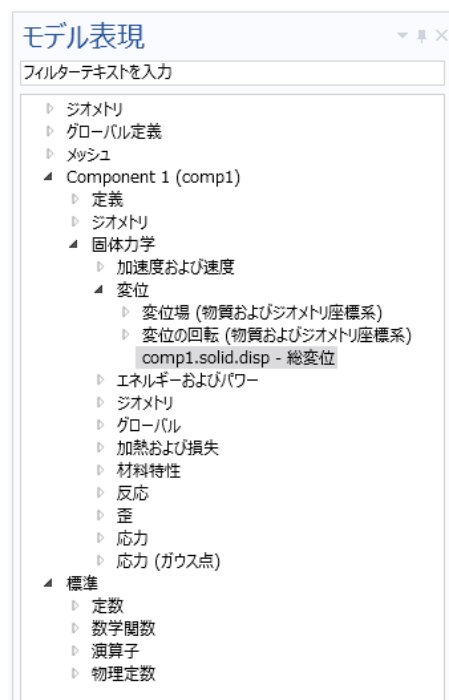 モデル表現
フィルターテキストを入力
ジオメトリ
グローバル定義
メッシュ
Component 1 (comp1)
定義
ジオメトリ
固体力学
加速度および速度
変位
変位場 (物質およびジオメトリ座標系)
変位の回転 (物質およびジオメトリ座標系)
comp1.solid.disp - 総変位
エネルギーおよびパワー
ジオメトリ
グローバル
加熱および損失
材料特性
反応
歪
応力
応力 (ガウス点)
標準
定数
数学関数
演算子
物理定数